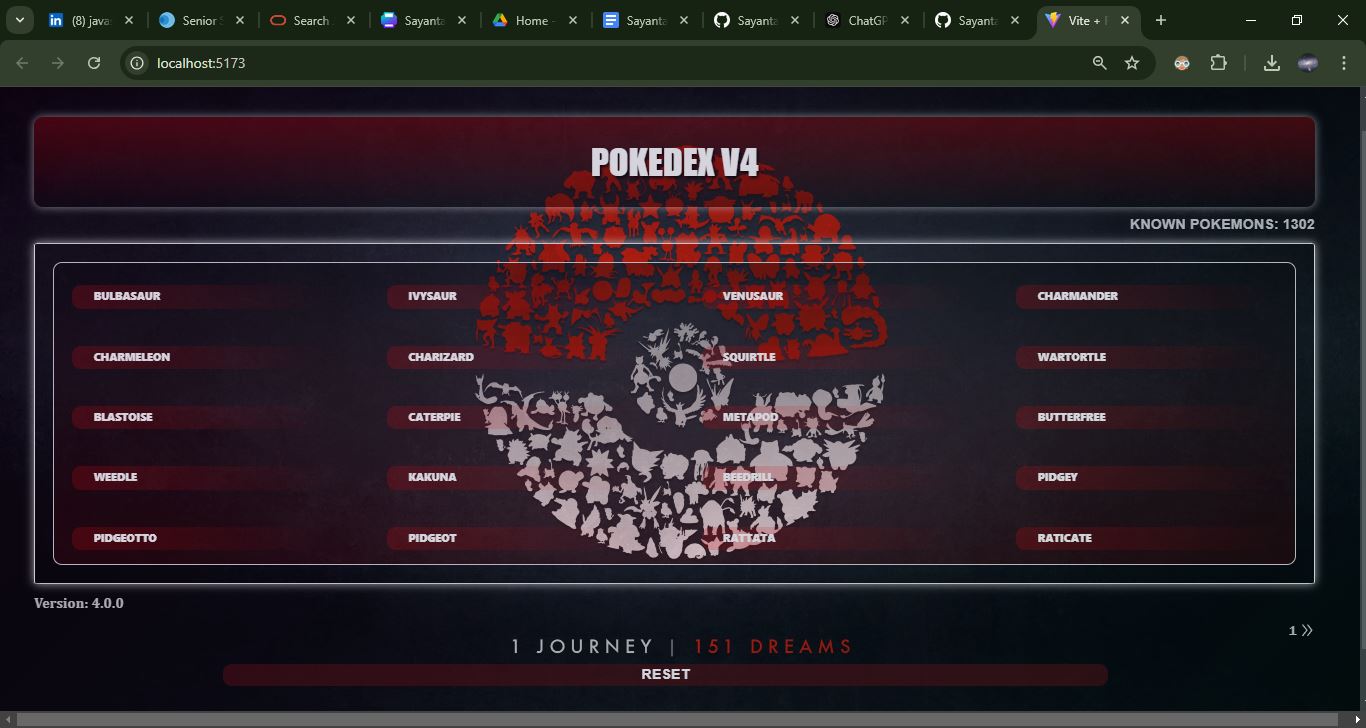 (8) java
Senior S
Search
Sayanta
Home -
Sayanta
Sayanta
ChatGP
Sayanta
Vite +
localhost:5173
POKEDEX V4
KNOWN POKEMONS: 1302
BULBASAUR IVYSAUR VENUSAUR CHARMANDER
CHARMELEON CHARIZARD SQUIRTLE WARTORTLE
BLASTOISE CATERPIE METAPOD BUTTERFREE
WEEDLE KAKUNA BEEDRILL PIDGEY
PIDGEOTTO PIDGEOT RATTATA RATICATE
Version: 4.0.0
1 »
1 JOURNEY | 151 DREAMS
RESET